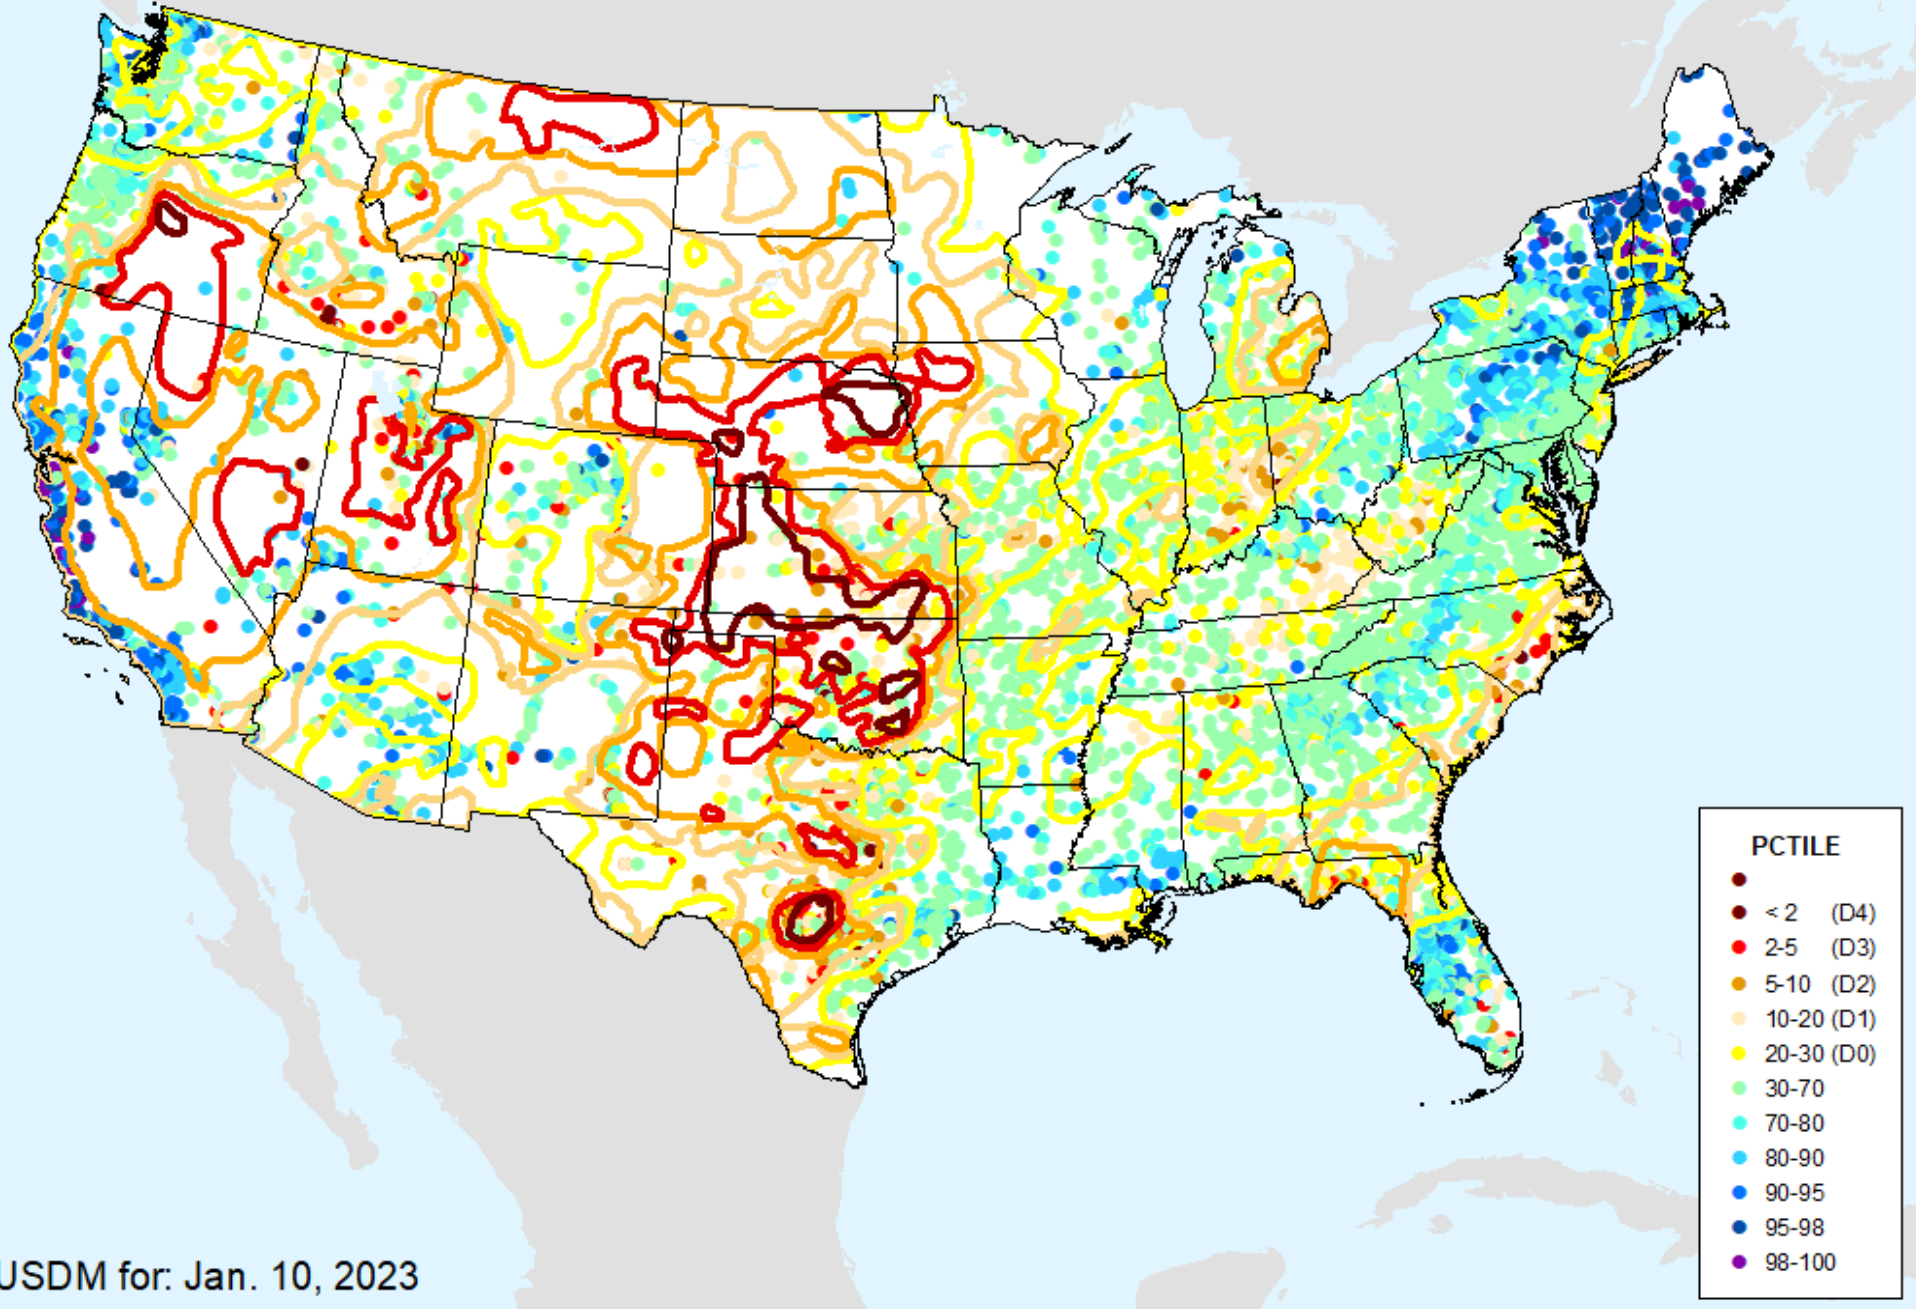 PCTILE
< 2 (D4)
2-5 (D3)
5-10 (D2)
10-20 (D1)
20-30 (D0)
30-70
70-80
80-90
90-95
95-98
98-100
USDM for: Jan. 10, 2023